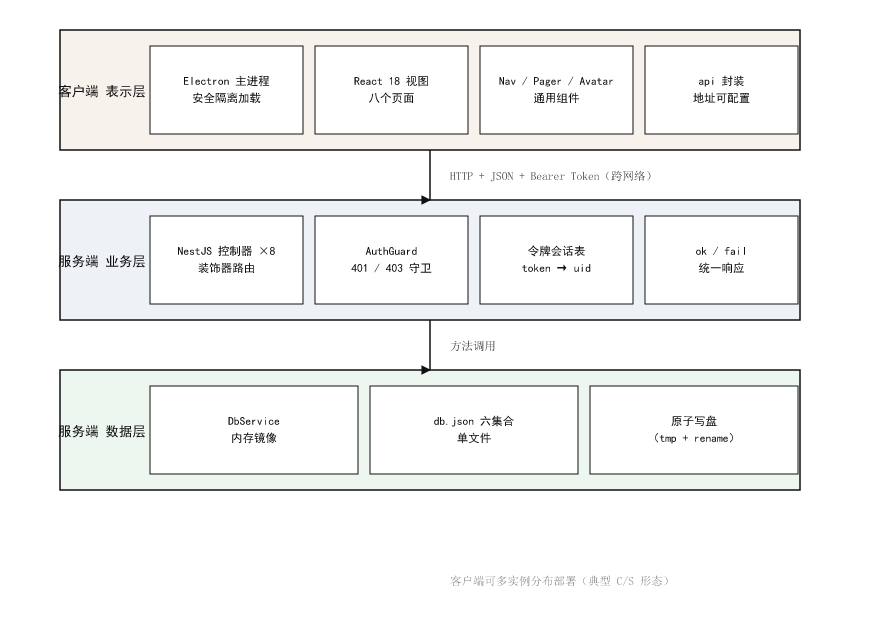 客户端 表示层
Electron 主进程
安全隔离加载
React 18 视图
八个页面
Nav / Pager / Avatar
通用组件
api 封装
地址可配置
HTTP + JSON + Bearer Token（跨网络）
服务端 业务层
NestJS 控制器 ×8
装饰器路由
AuthGuard
401 / 403 守卫
令牌会话表
token → uid
ok / fail
统一响应
方法调用
服务端 数据层
DbService
内存镜像
db.json 六集合
单文件
原子写盘
（tmp + rename）
客户端可多实例分布部署（典型 C/S 形态）